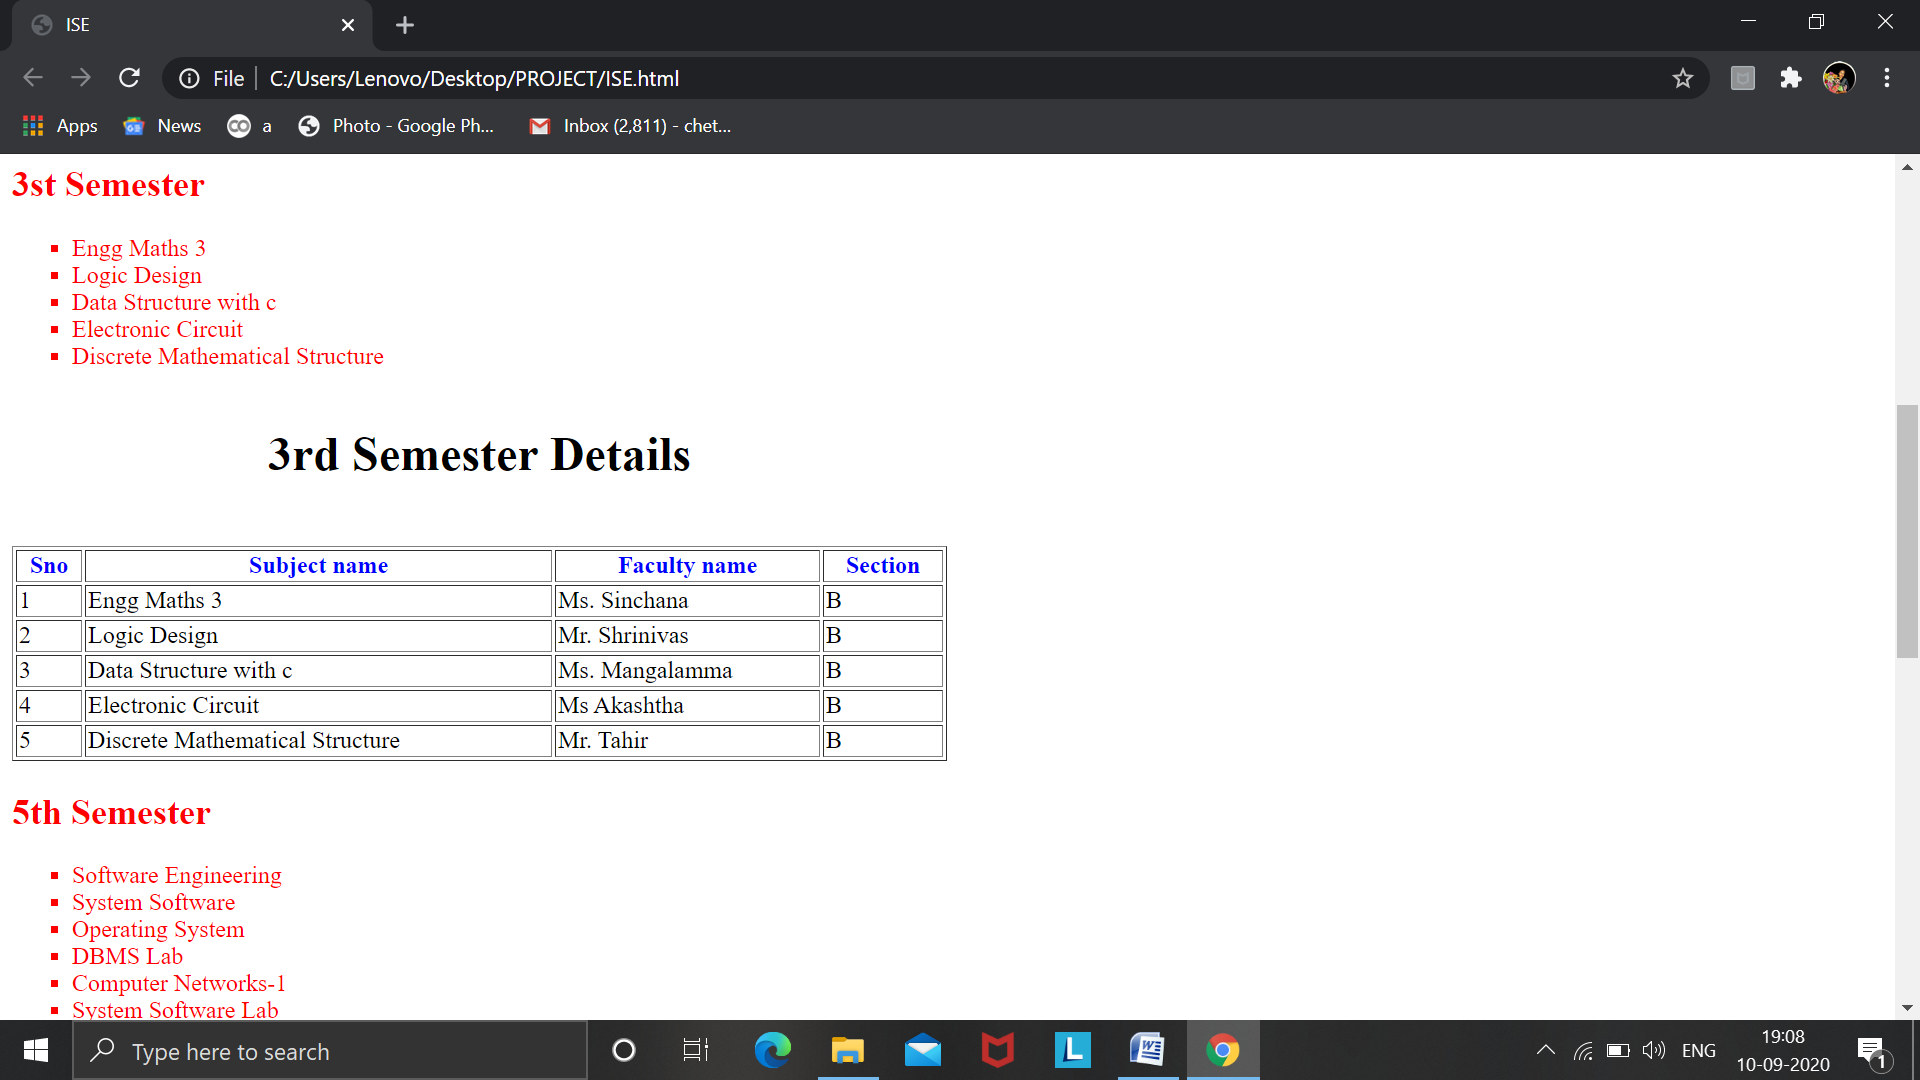 ISE
File C:/Users/Lenovo/Desktop/PROJECT/ISE.html
Apps News a Photo - Google Ph... Inbox (2,811) - chet...
3st Semester
Engg Maths 3
Logic Design
Data Structure with c
Electronic Circuit
Discrete Mathematical Structure
3rd Semester Details
Sno Subject name Faculty name Section
1 Engg Maths 3 Ms. Sinchana B
2 Logic Design Mr. Shrinivas B
3 Data Structure with c Ms. Mangalamma B
4 Electronic Circuit Ms Akashtha B
5 Discrete Mathematical Structure Mr. Tahir B
5th Semester
Software Engineering
System Software
Operating System
DBMS Lab
Computer Networks-1
System Software Lab
Type here to search
L
W
ENG
19:08
10-09-2020
1